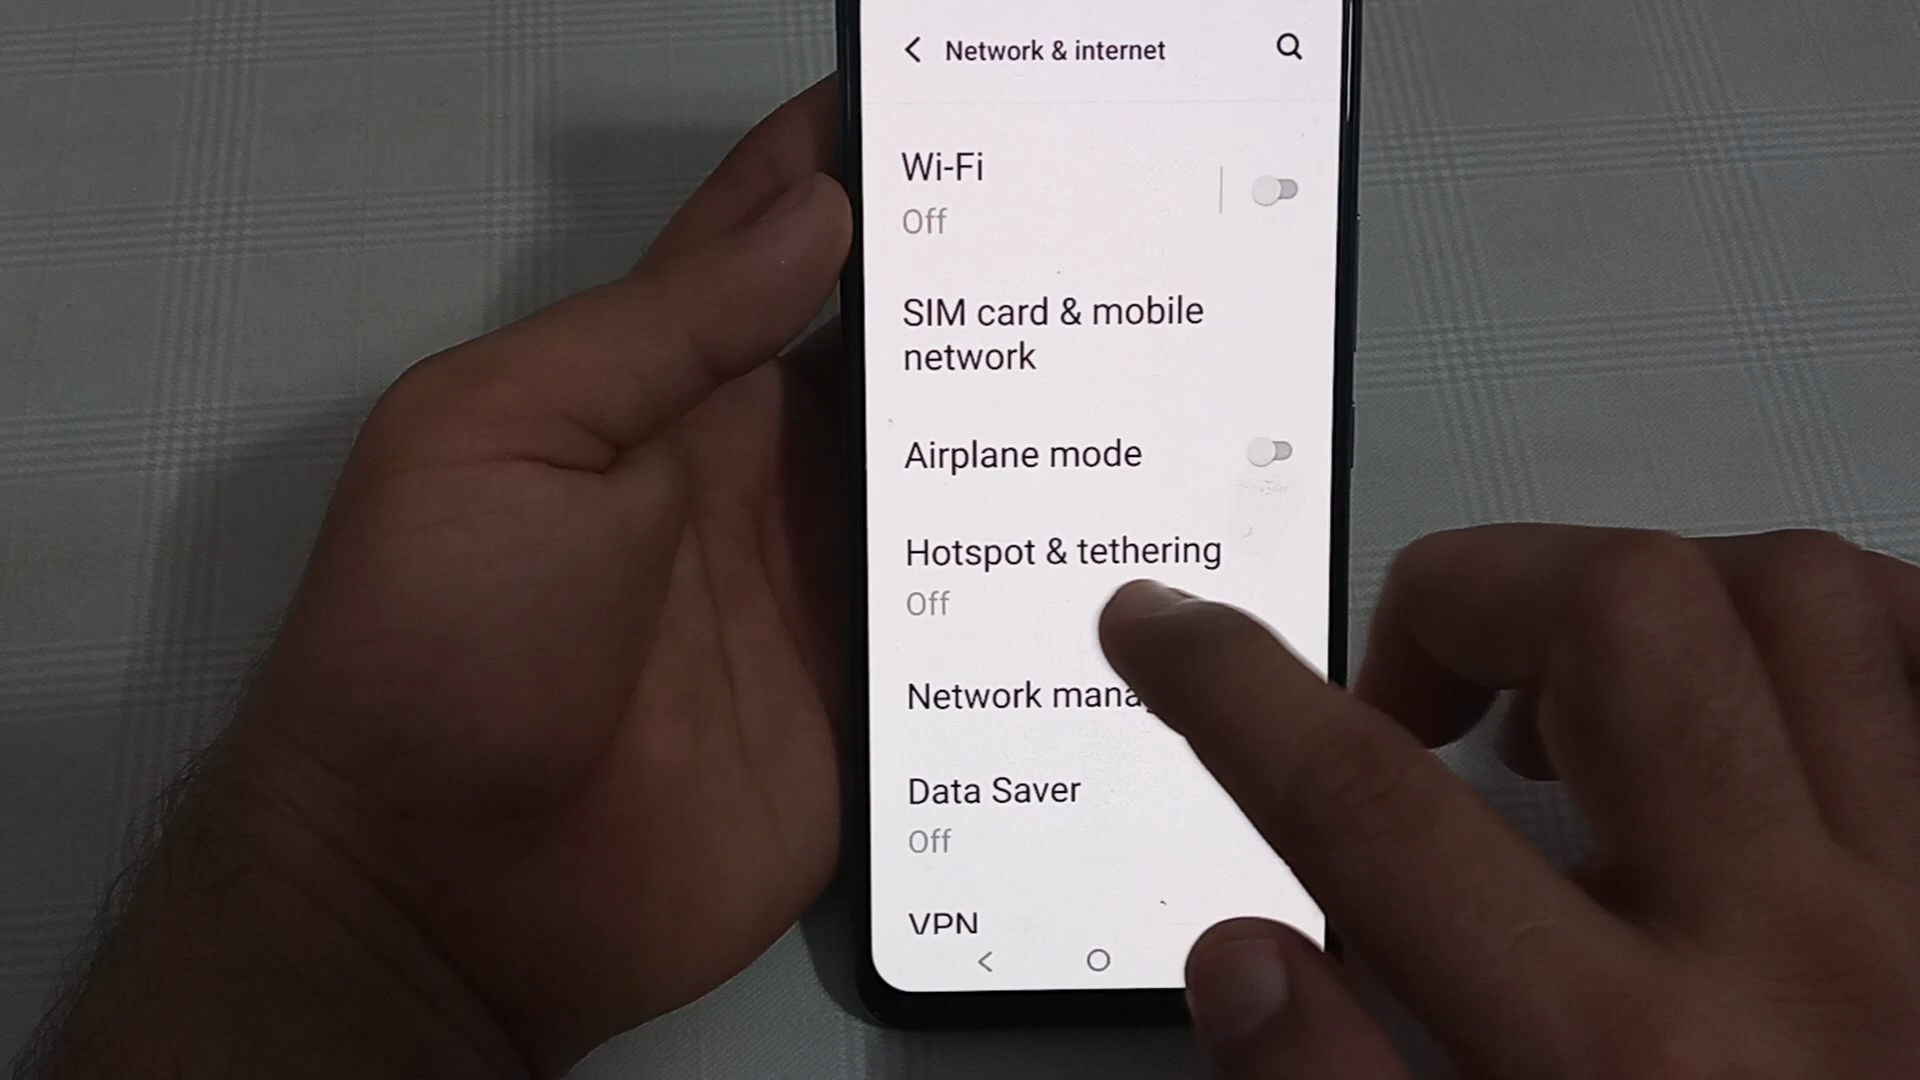 Network & internet
Wi-Fi
Off
SIM card & mobile
network
Airplane mode
Hotspot & tethering
Off
Network
Data Saver
Off
VPN